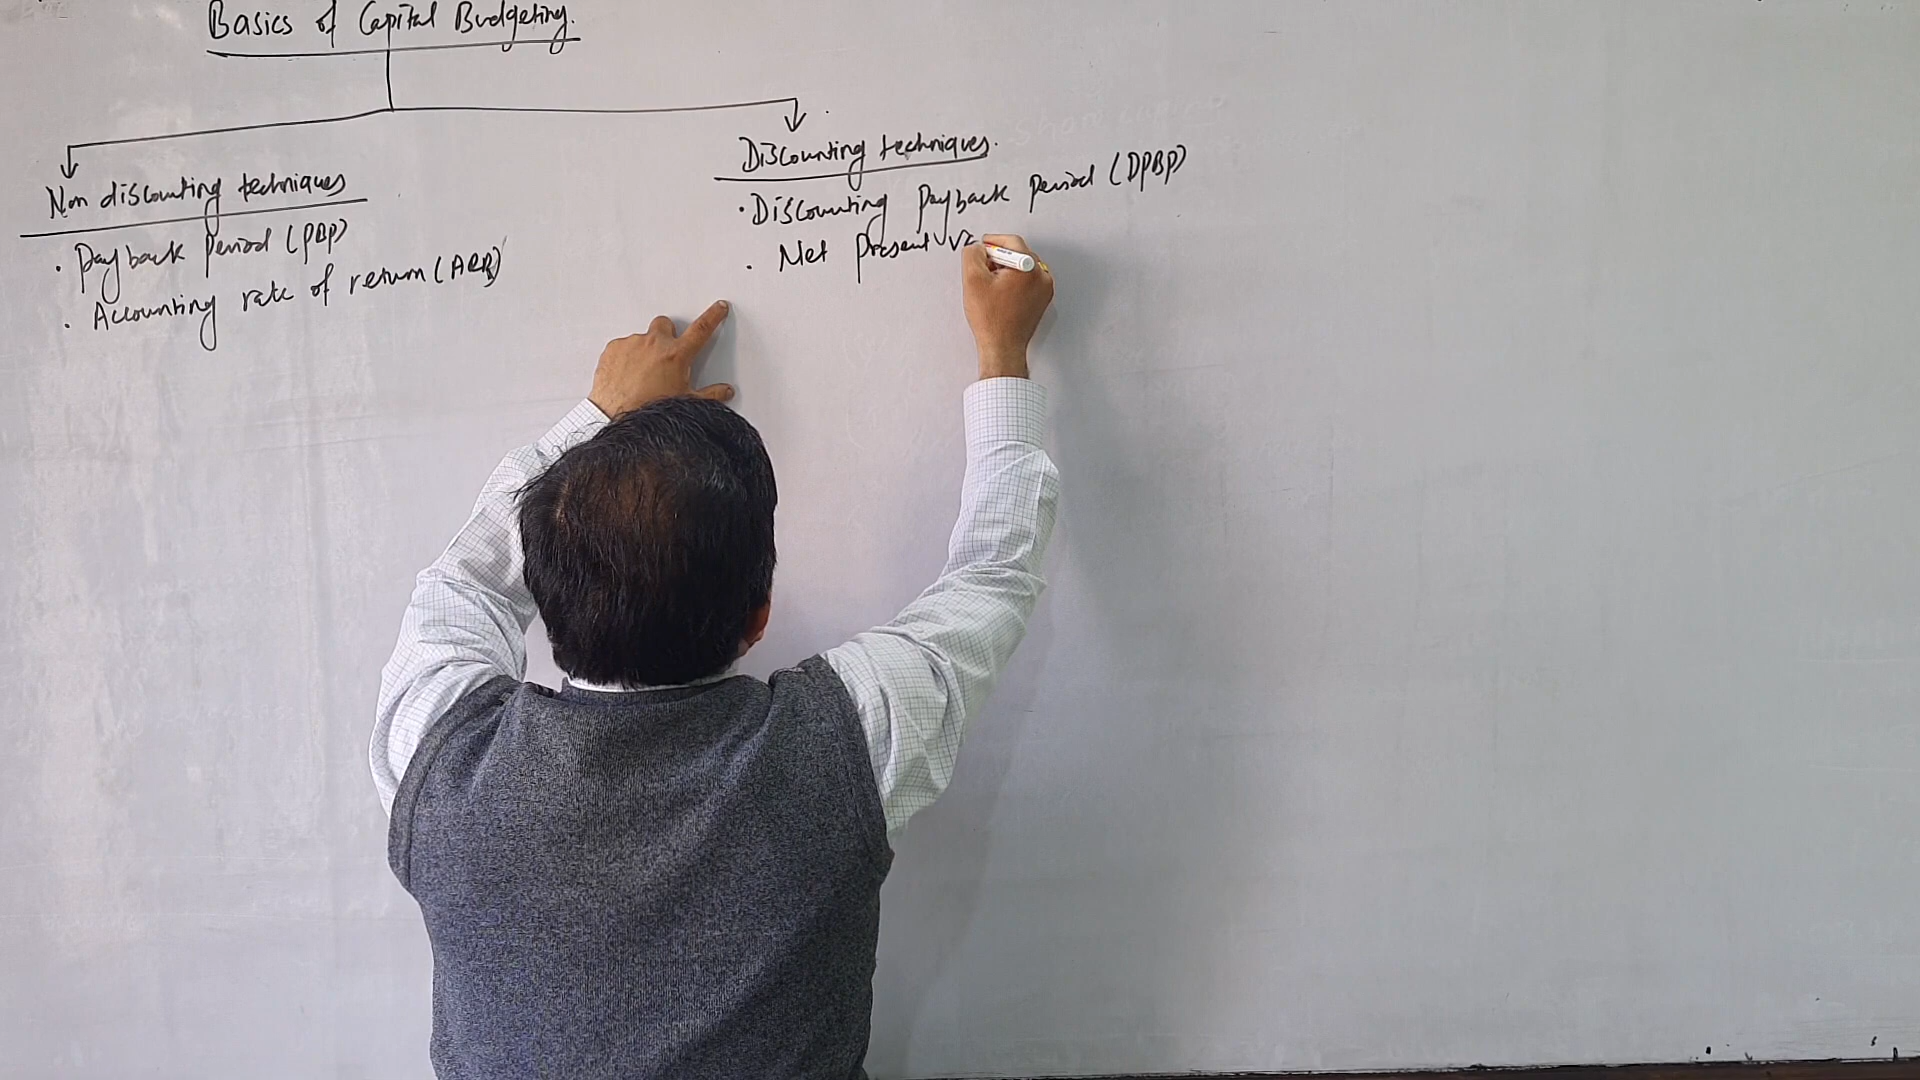 Basics of Capital Budgeting.
Non discounting techniques
• Payback Period (PBP)
• Accounting rate of return (ARR)
Discounting techniques.
• Discounting Payback Period (DPBP)
• Net Present Va